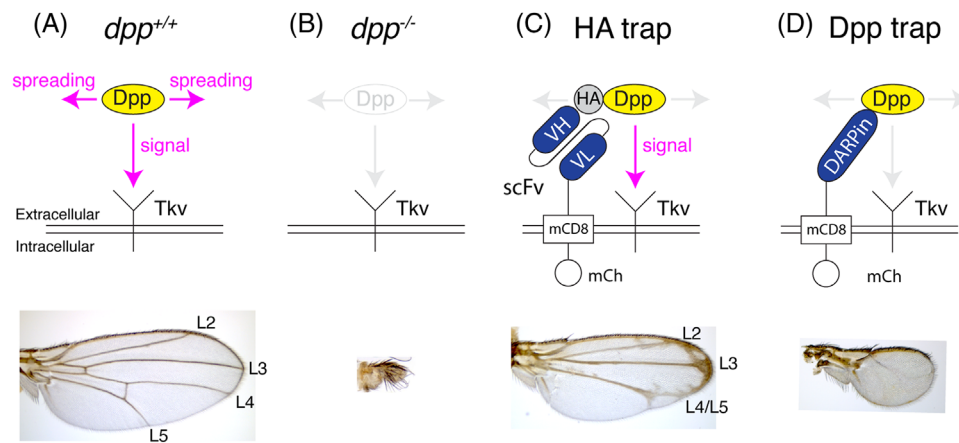 (A) dpp+/+
spreading spreading
Dpp
signal
Tkv
Extracellular
Intracellular
L2
L3
L4
L5
(B) dpp-/-
Dpp
(C) HA trap
HA Dpp
VH
VL
signal
scFv
Tkv
mCD8
mCh
L2
L3
L4/L5
(D) Dpp trap
Dpp
DARPin
Tkv
mCD8
mCh